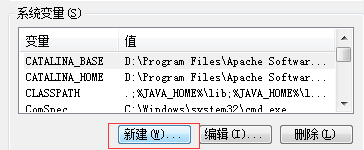 系统变量(S)
变量 值
CATALINA_BASE D:\Program Files\Apache Softwar...
CATALINA_HOME D:\Program Files\Apache Softwar...
CLASSPATH .;%JAVA_HOME%\lib;%JAVA_HOME%\l...
ComSpec C:\Windows\system32\cmd.exe
新建(W)... 编辑(I)... 删除(L)